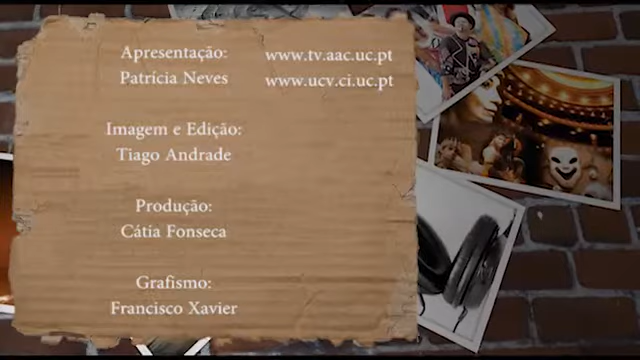 Apresentação:
Patrícia Neves
www.tv.aac.uc.pt
www.ucv.ci.uc.pt
Imagem e Edição:
Tiago Andrade
Produção:
Cátia Fonseca
Grafismo:
Francisco Xavier